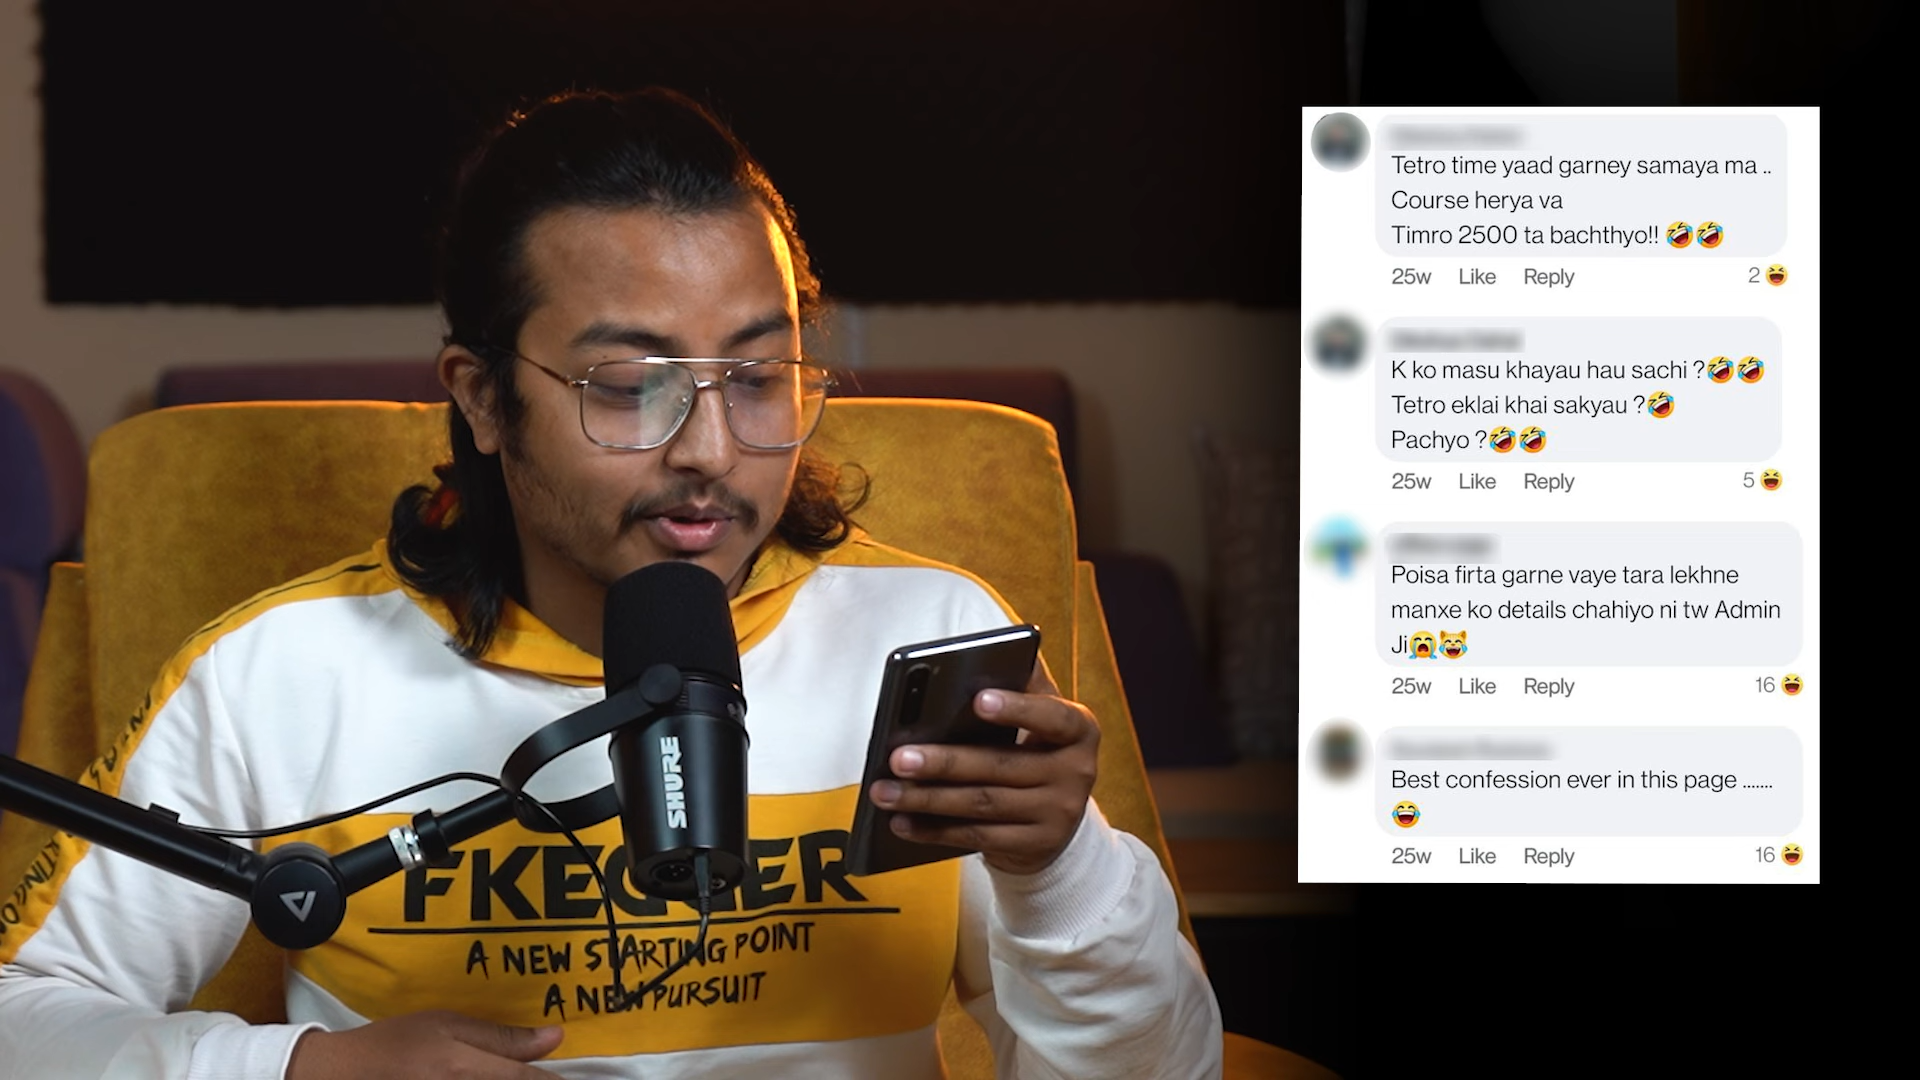 Tetro time yaad garney samaya ma ..
Course herya va
Timro 2500 ta bachthyo!! 🤣🤣
25w Like Reply 2 😆
K ko masu khayau hau sachi ?🤣🤣
Tetro eklai khai sakyau ?🤣
Pachyo ?🤣🤣
25w Like Reply 5 😆
Poisa firta garne vaye tara lekhne
manxe ko details chahiyo ni tw Admin
Ji😭😹
25w Like Reply 16 😆
Best confession ever in this page .......
😂
25w Like Reply 16 😆
SHURE
A NEW STARTING POINT
A NEW PURSUIT